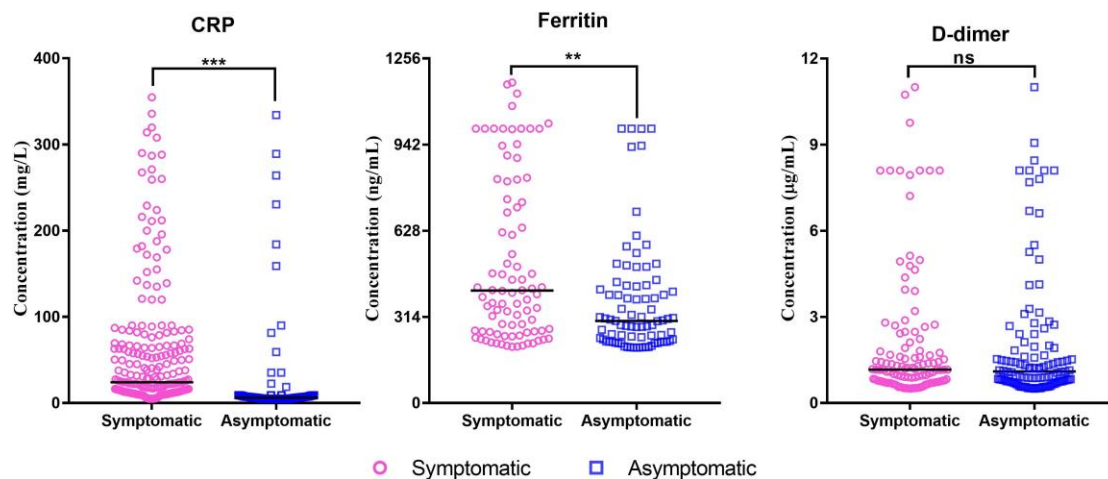 CRP
***
400
300
200
100
0
Concentration (mg/L)
Symptomatic Asymptomatic
Ferritin
**
1256
942
628
314
0
Concentration (ng/mL)
Symptomatic Asymptomatic
D-dimer
ns
12
9
6
3
0
Concentration (µg/mL)
Symptomatic Asymptomatic
Symptomatic Asymptomatic